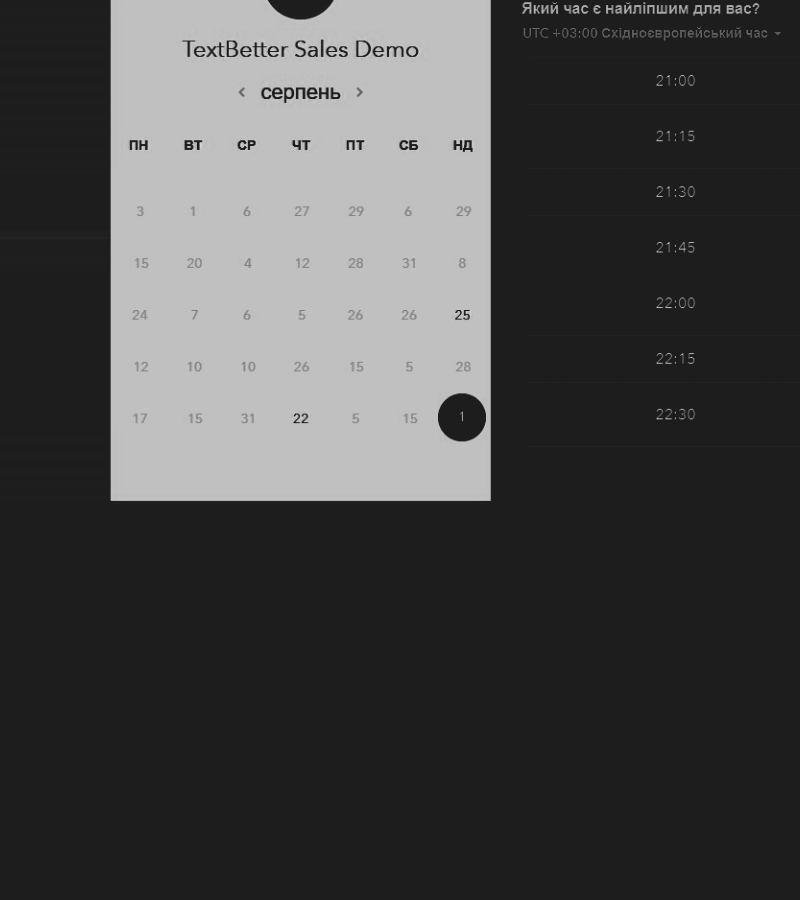 TextBetter Sales Demo
серпень
ПН ВТ СР ЧТ ПТ СБ НД
3 1 6 27 29 6 29
15 20 4 12 28 31 8
24 7 6 5 26 26 25
12 10 10 26 15 5 28
17 15 31 22 5 15 1
Який час є найліпшим для вас?
UTC +03:00 Східноєвропейський час
21:00
21:15
21:30
21:45
22:00
22:15
22:30